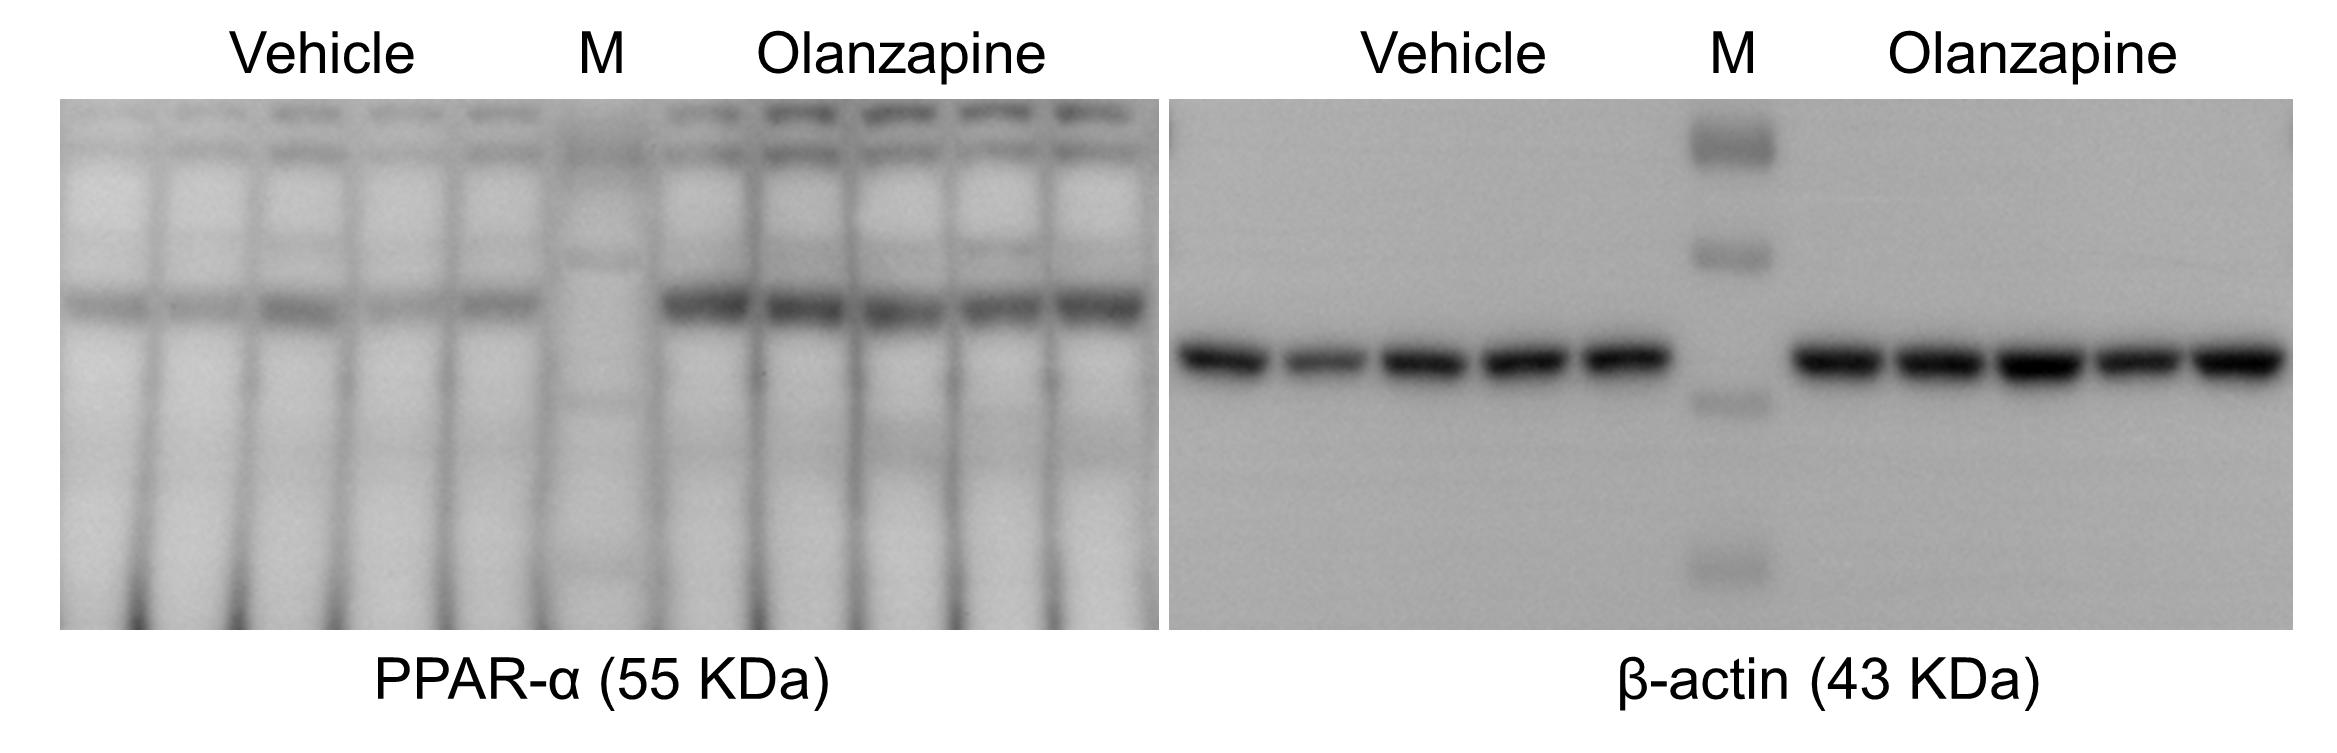 Vehicle M Olanzapine Vehicle M Olanzapine
PPAR-α (55 KDa) β-actin (43 KDa)